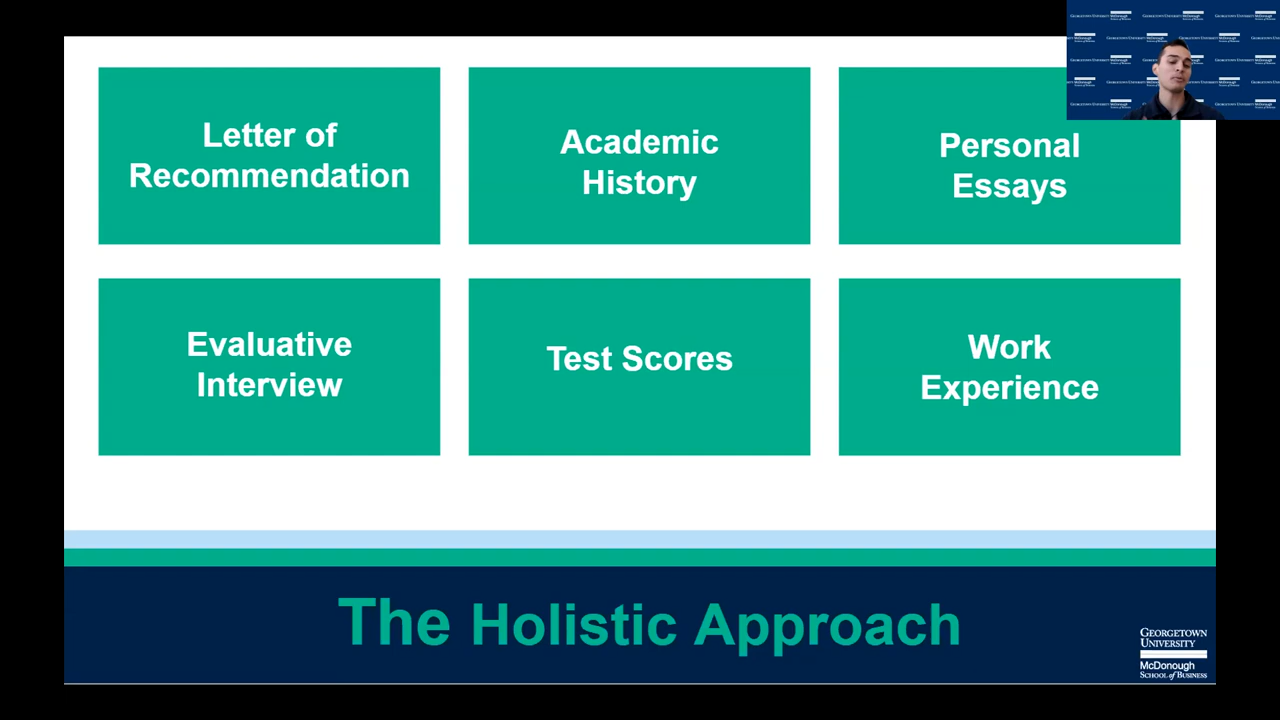 Letter of
Recommendation
Academic
History
Personal
Essays
Evaluative
Interview
Test Scores
Work
Experience
The Holistic Approach
GEORGETOWN
UNIVERSITY
McDonough
SCHOOL of BUSINESS